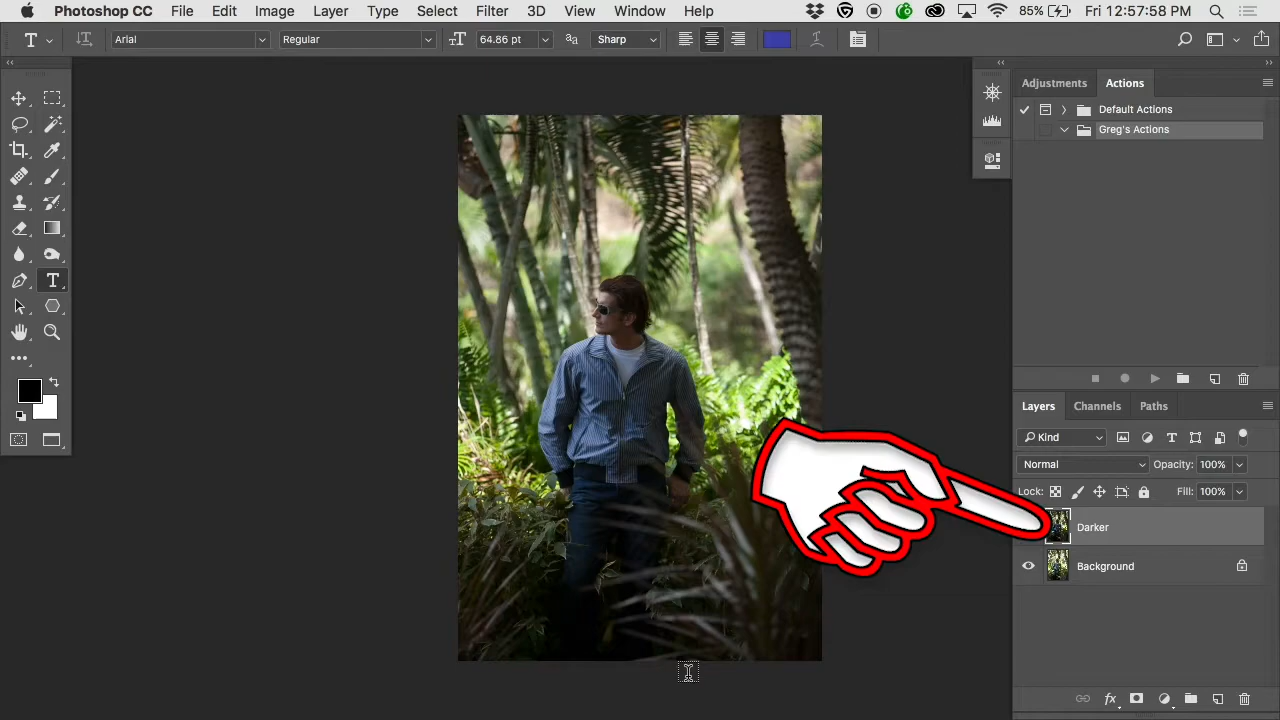 Photoshop CC File Edit Image Layer Type Select Filter 3D View Window Help 85% Fri 12:57:58 PM
T Arial Regular 64.86 pt Sharp
Adjustments Actions
Default Actions
Greg's Actions
Layers Channels Paths
Kind
Normal Opacity: 100%
Lock: Fill: 100%
Darker
Background
fx